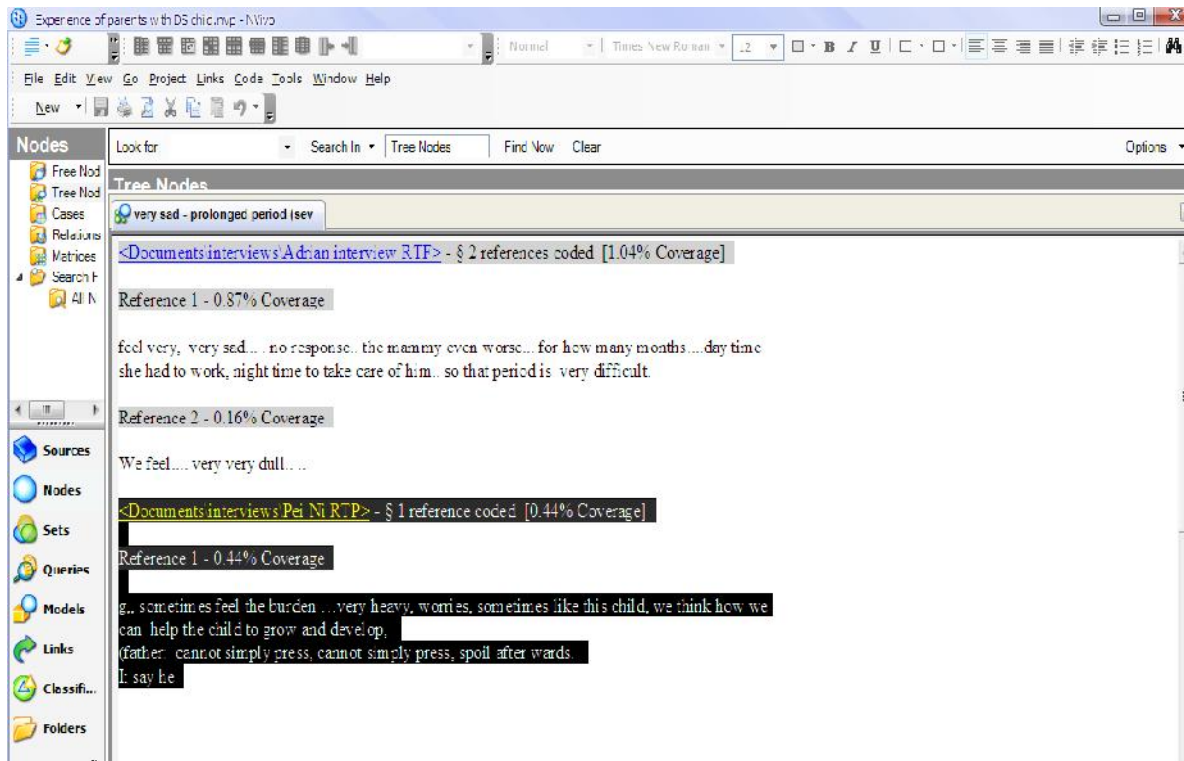 Experience of parents with DS chic.nvp - NVivo
Normal Times New Roman 12 B I U
File Edit View Go Project Links Code Tools Window Help
New
Nodes Look for Search In Tree Nodes Find Now Clear Options
Free Nod
Tree Nod
Cases
Relations
Matrices
Search F
All N
Tree Nodes
very sad - prolonged period (sev
<Documents\interviews\Adrian interview RTF> - § 2 references coded [1.04% Coverage]
Reference 1 - 0.87% Coverage
feel very, very sad.... no response.. the mammy even worse... for how many months....day time
she had to work, night time to take care of him.. so that period is very difficult.
Reference 2 - 0.16% Coverage
We feel.... very very dull.. ..
<Documents\interviews\Pei Ni RTP> - § 1 reference coded [0.44% Coverage]
Reference 1 - 0.44% Coverage
g,, sometimes feel the burden ...very heavy, worries, sometimes like this child, we think how we
can help the child to grow and develop,
(father: cannot simply press, cannot simply press, spoil after wards.
I: say he
Sources
Nodes
Sets
Queries
Models
Links
Classifi...
Folders